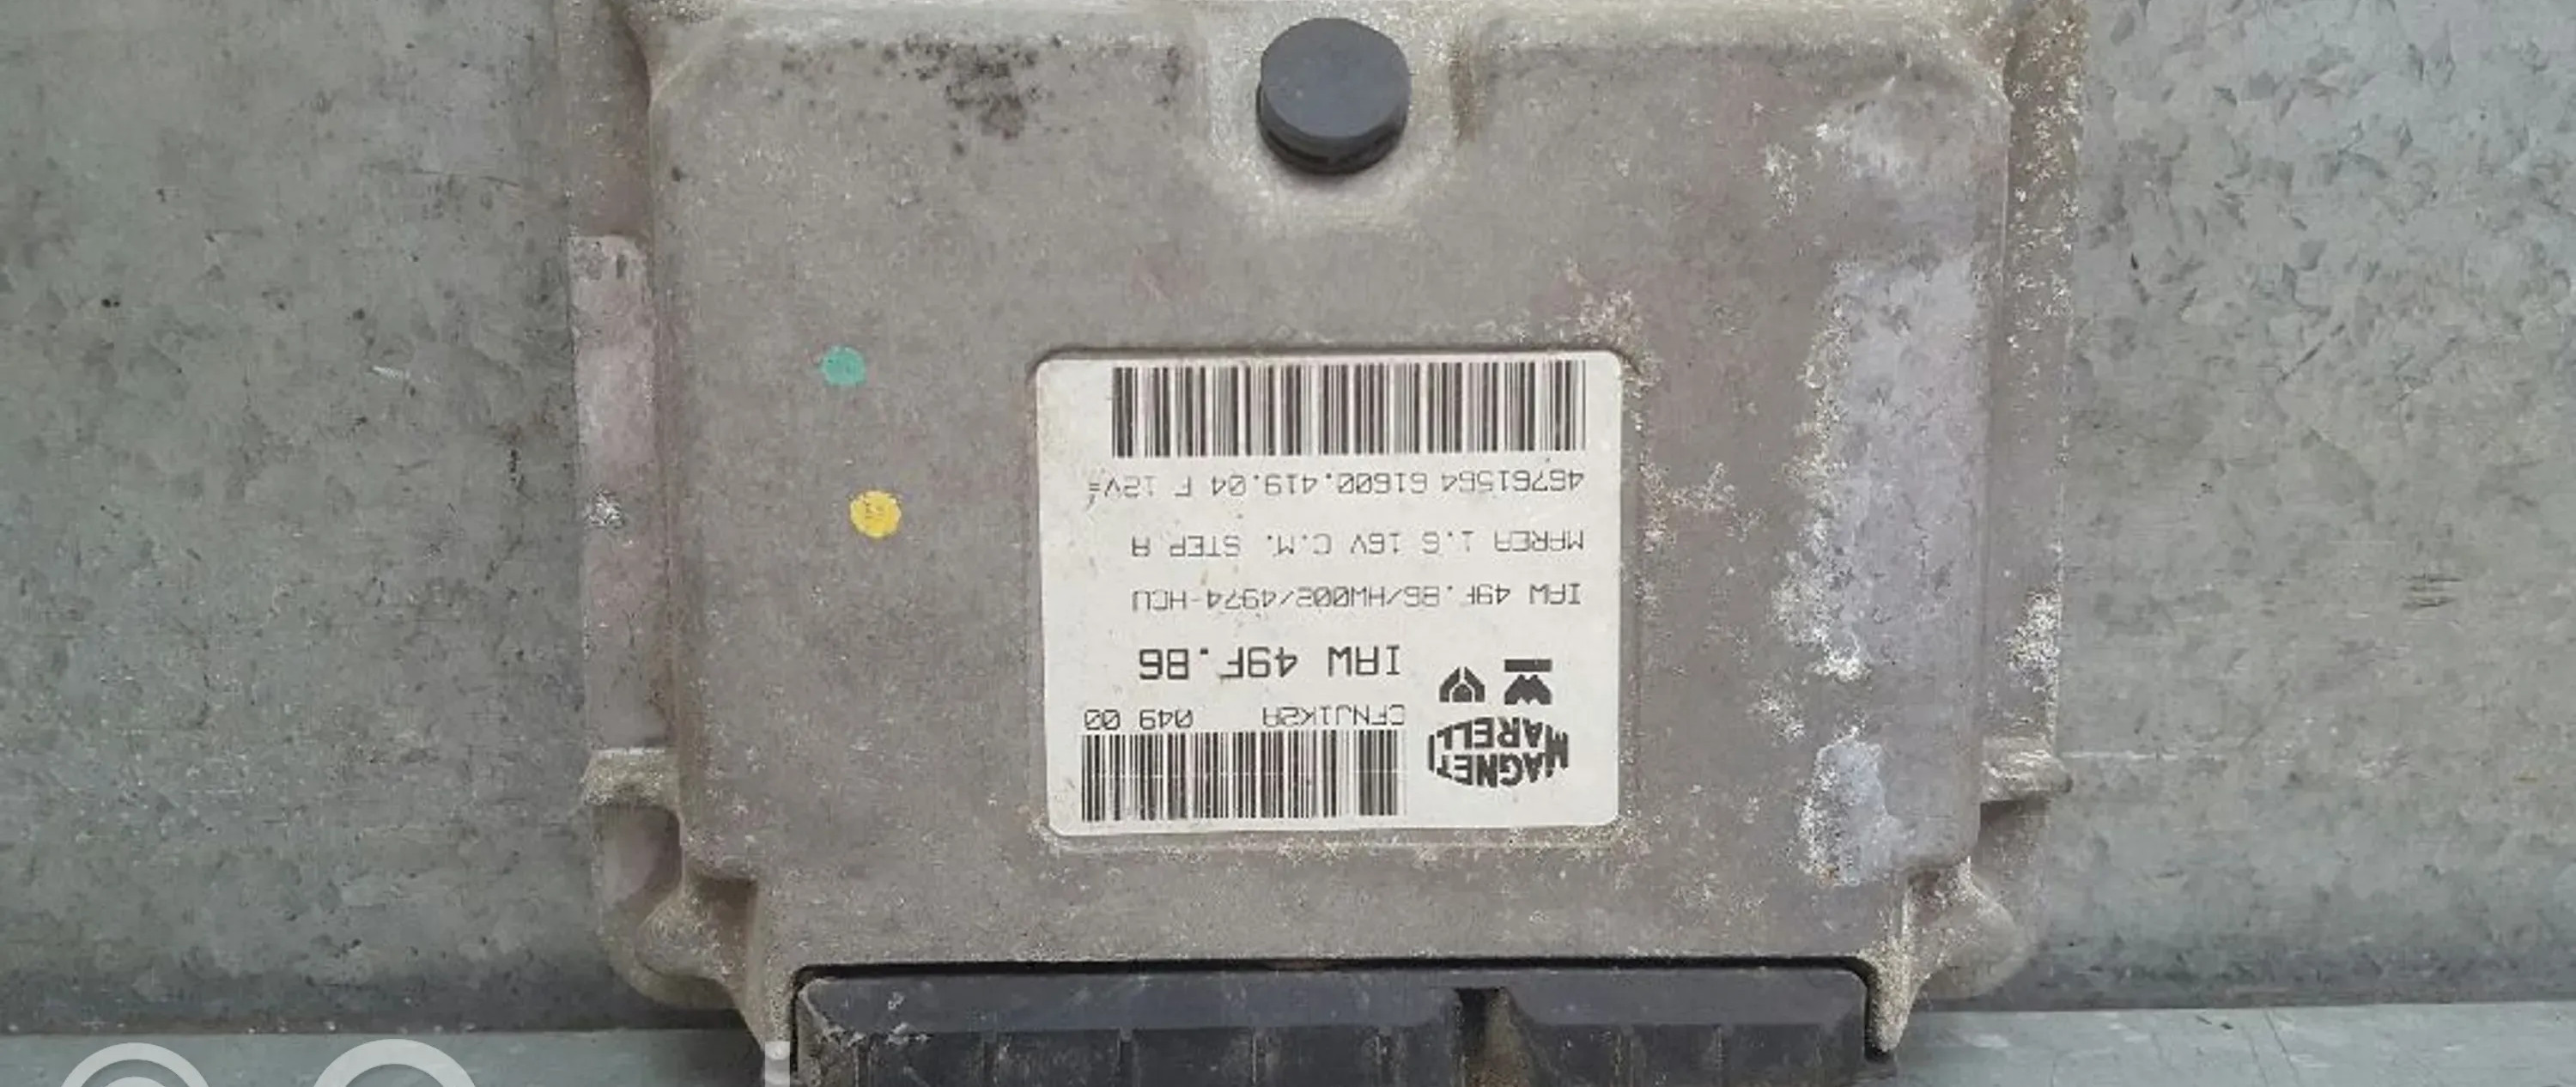 MAGNETI
MARELLI
CFNJ1K2A 049 00
IAW 49F.B6
IAW 49F.B6/HW002/4974-HCU
MAREA 1.6 16V C.M. STEP A
46761564 61600.419.04 F 12V=